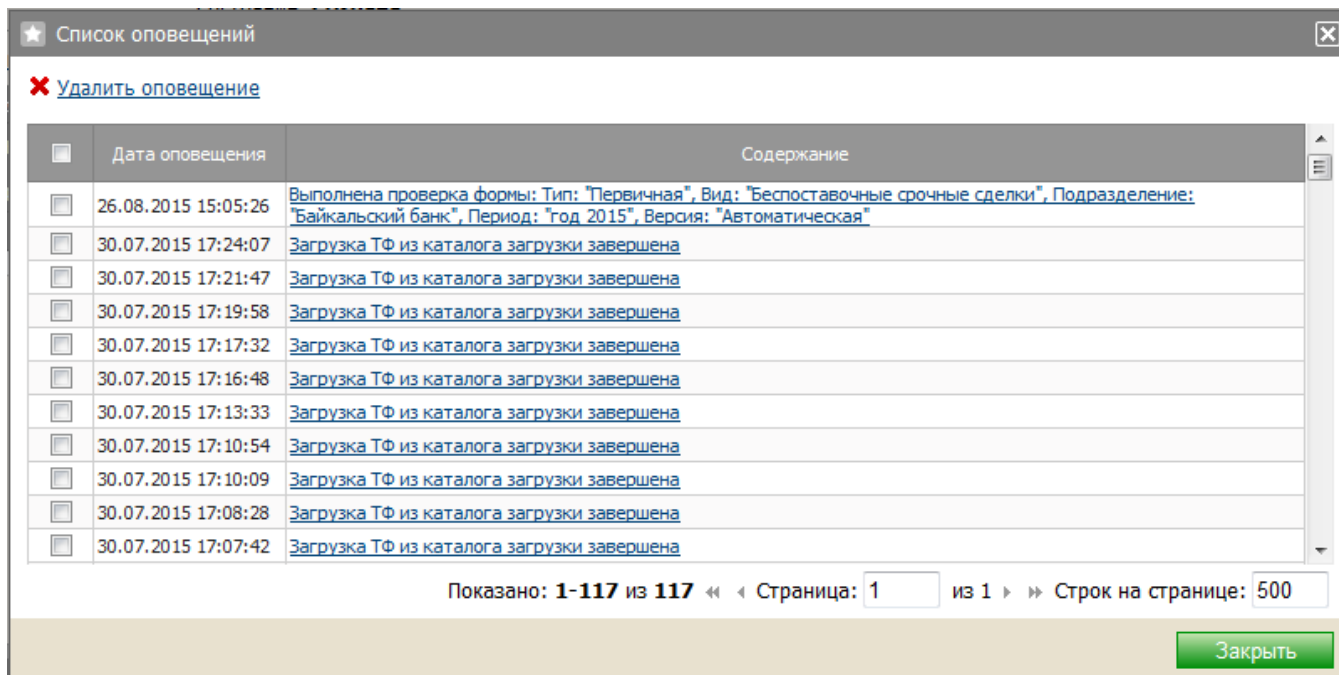 Список оповещений
Удалить оповещение
Дата оповещения Содержание
26.08.2015 15:05:26 Выполнена проверка формы: Тип: "Первичная", Вид: "Беспоставочные срочные сделки", Подразделение:
"Байкальский банк", Период: "год 2015", Версия: "Автоматическая"
30.07.2015 17:24:07 Загрузка ТФ из каталога загрузки завершена
30.07.2015 17:21:47 Загрузка ТФ из каталога загрузки завершена
30.07.2015 17:19:58 Загрузка ТФ из каталога загрузки завершена
30.07.2015 17:17:32 Загрузка ТФ из каталога загрузки завершена
30.07.2015 17:16:48 Загрузка ТФ из каталога загрузки завершена
30.07.2015 17:13:33 Загрузка ТФ из каталога загрузки завершена
30.07.2015 17:10:54 Загрузка ТФ из каталога загрузки завершена
30.07.2015 17:10:09 Загрузка ТФ из каталога загрузки завершена
30.07.2015 17:08:28 Загрузка ТФ из каталога загрузки завершена
30.07.2015 17:07:42 Загрузка ТФ из каталога загрузки завершена
Показано: 1-117 из 117 Страница: 1 из 1 Строк на странице: 500
Закрыть